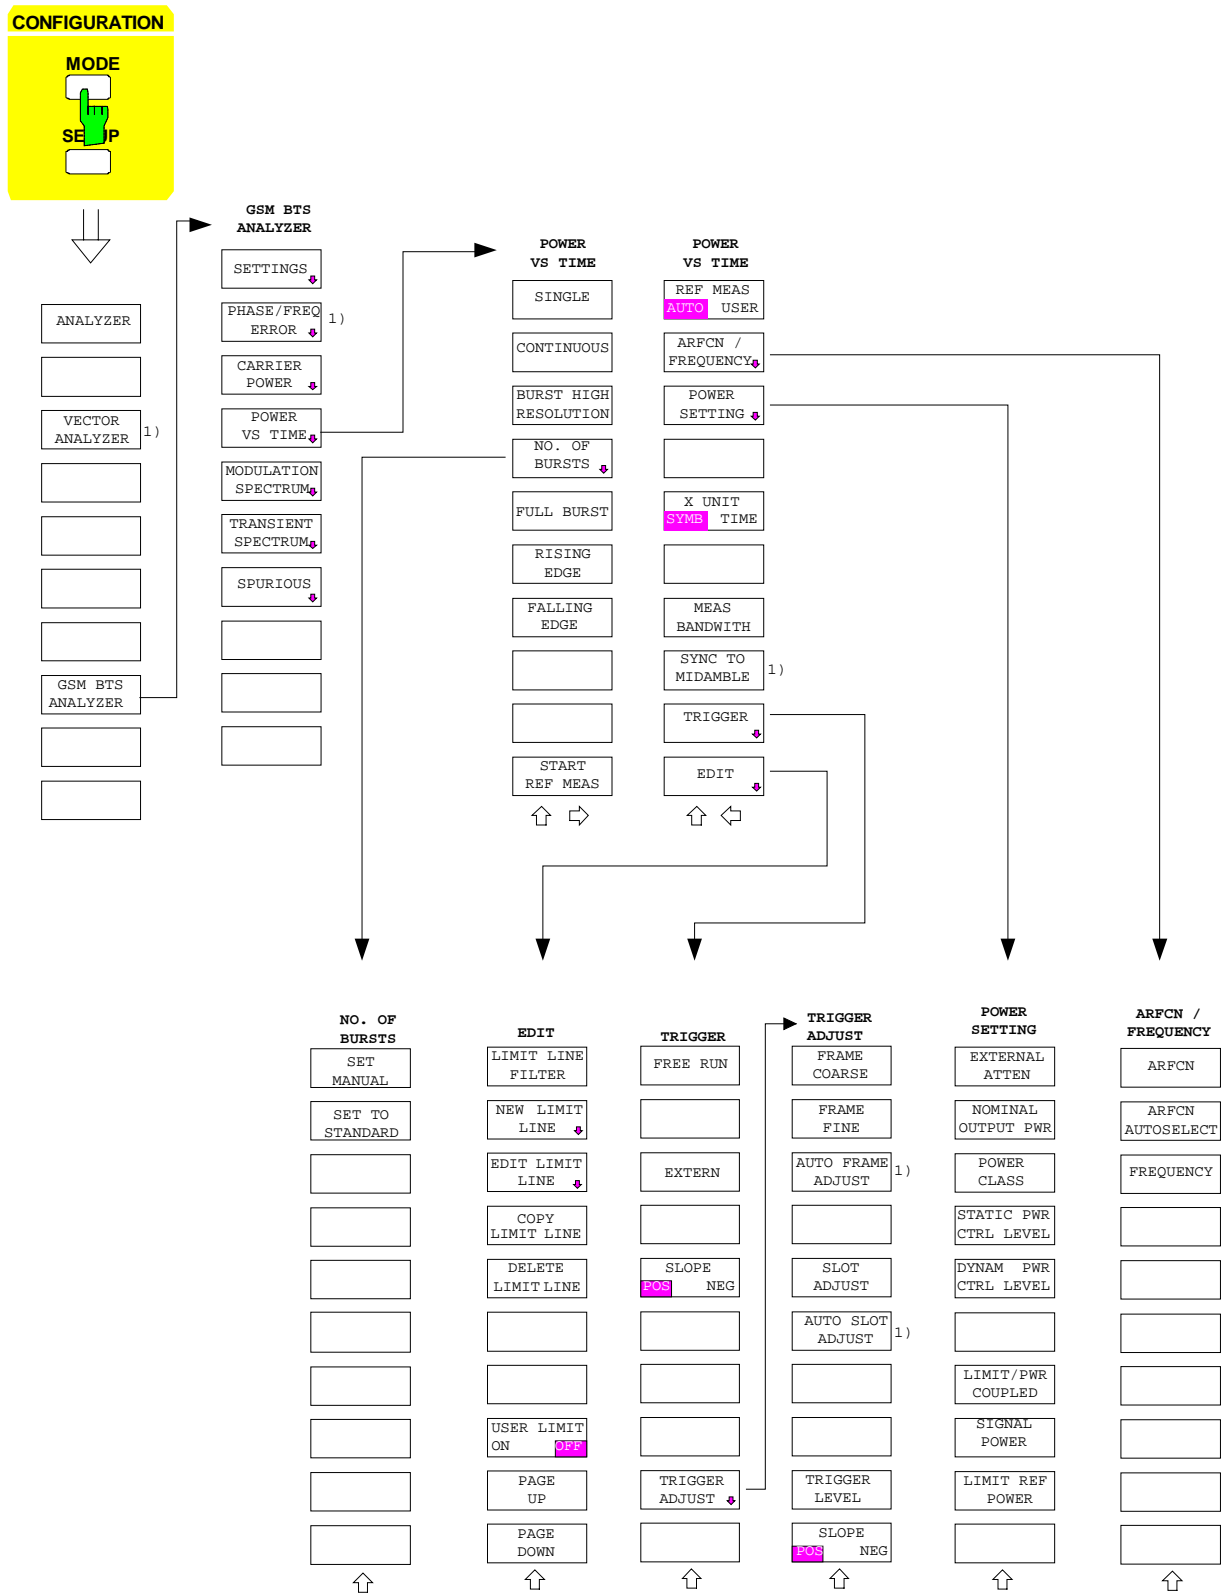 CONFIGURATION
MODE
SETUP
ANALYZER
VECTOR
ANALYZER
1)
GSM BTS
ANALYZER
GSM BTS
ANALYZER
SETTINGS
PHASE/FREQ
ERROR
1)
CARRIER
POWER
POWER
VS TIME
MODULATION
SPECTRUM
TRANSIENT
SPECTRUM
SPURIOUS
POWER
VS TIME
SINGLE
CONTINUOUS
BURST HIGH
RESOLUTION
NO. OF
BURSTS
FULL BURST
RISING
EDGE
FALLING
EDGE
START
REF MEAS
POWER
VS TIME
REF MEAS
AUTO USER
ARFCN /
FREQUENCY
POWER
SETTING
X UNIT
SYMB TIME
MEAS
BANDWITH
SYNC TO
MIDAMBLE
1)
TRIGGER
EDIT
NO. OF
BURSTS
SET
MANUAL
SET TO
STANDARD
EDIT
LIMIT LINE
FILTER
NEW LIMIT
LINE
EDIT LIMIT
LINE
COPY
LIMIT LINE
DELETE
LIMIT LINE
USER LIMIT
ON OFF
PAGE
UP
PAGE
DOWN
TRIGGER
FREE RUN
EXTERN
SLOPE
POS NEG
TRIGGER
ADJUST
TRIGGER
ADJUST
FRAME
COARSE
FRAME
FINE
AUTO FRAME
ADJUST
1)
SLOT
ADJUST
AUTO SLOT
ADJUST
1)
TRIGGER
LEVEL
SLOPE
POS NEG
POWER
SETTING
EXTERNAL
ATTEN
NOMINAL
OUTPUT PWR
POWER
CLASS
STATIC PWR
CTRL LEVEL
DYNAM PWR
CTRL LEVEL
LIMIT/PWR
COUPLED
SIGNAL
POWER
LIMIT REF
POWER
ARFCN /
FREQUENCY
ARFCN
ARFCN
AUTOSELECT
FREQUENCY